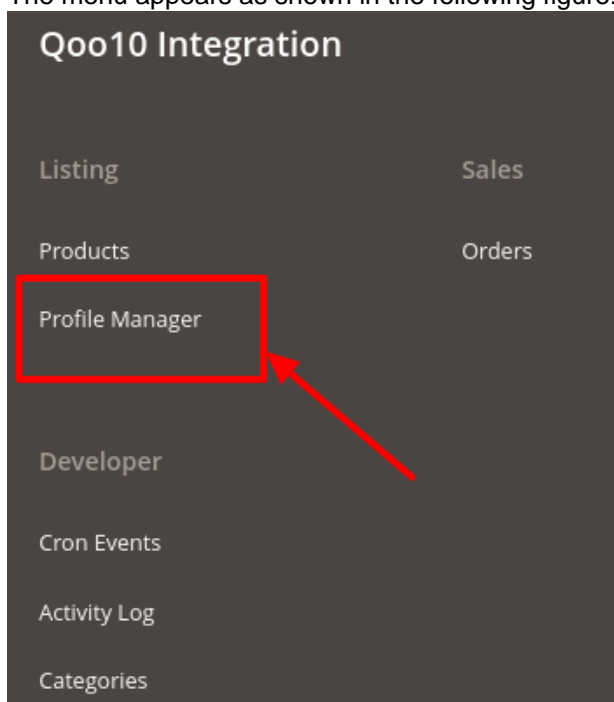 The menu appears as shown in the following figure.
Qoo10 Integration
Listing
Sales
Products
Orders
Profile Manager
Developer
Cron Events
Activity Log
Categories